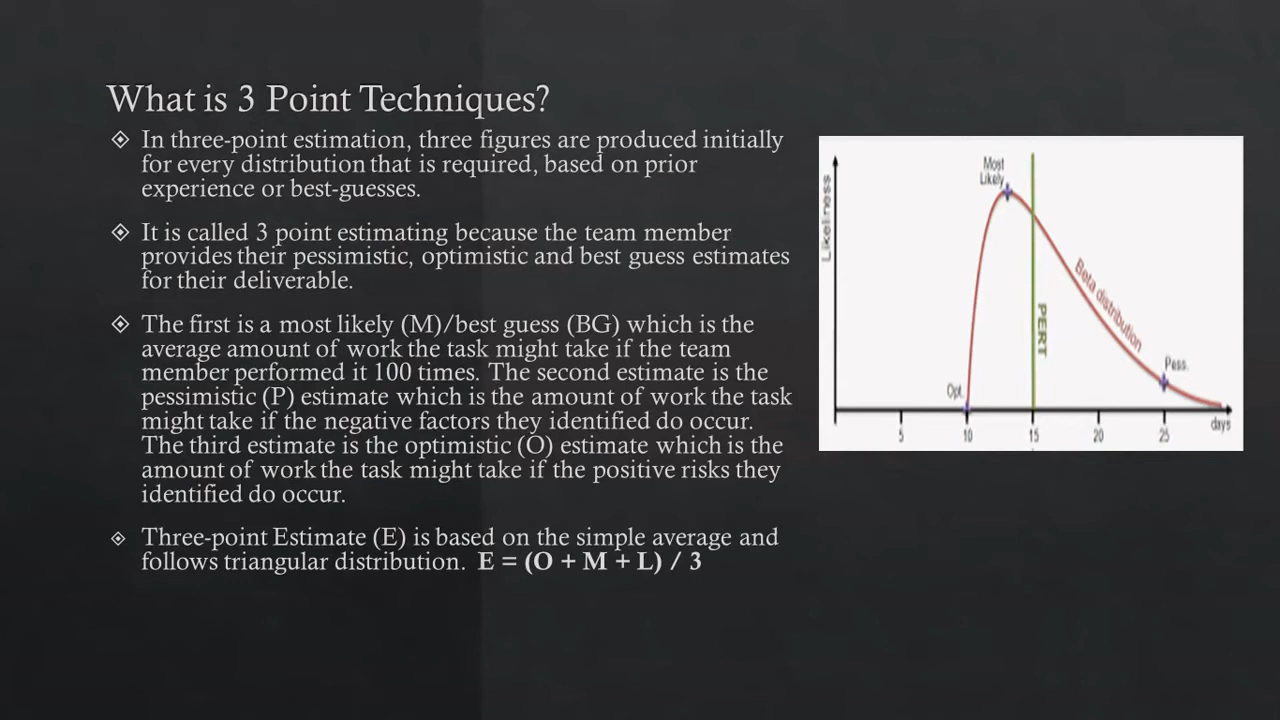 What is 3 Point Techniques?
In three-point estimation, three figures are produced initially
for every distribution that is required, based on prior
experience or best-guesses.
It is called 3 point estimating because the team member
provides their pessimistic, optimistic and best guess estimates
for their deliverable.
The first is a most likely (M)/best guess (BG) which is the
average amount of work the task might take if the team
member performed it 100 times. The second estimate is the
pessimistic (P) estimate which is the amount of work the task
might take if the negative factors they identified do occur.
The third estimate is the optimistic (O) estimate which is the
amount of work the task might take if the positive risks they
identified do occur.
Three-point Estimate (E) is based on the simple average and
follows triangular distribution. E = (O + M + L) / 3
Likeliness
Most
Likely
PERT
Beta distribution
Opt.
Pess.
5 10 15 20 25 days